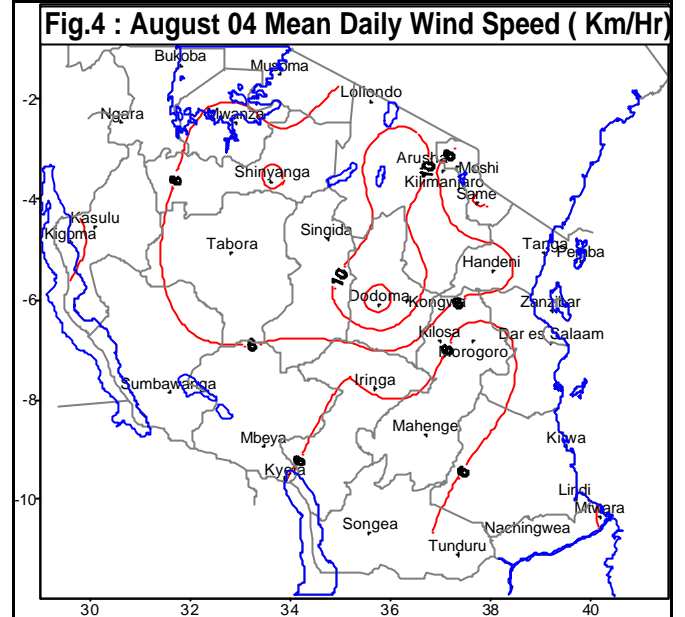 Fig.4 : August 04 Mean Daily Wind Speed ( Km/Hr)
Bukoba
Musoma
Loliondo
-2
Ngara
Mwanza
Arusha
10
Moshi
Shinyanga
Kilimanjaro
Same
-4
Kasulu
Kigoma
Singida
Tabora
Tanga
Pemba
Handeni
10
Dodoma
Kongwa
Zanzibar
-6
Kilosa
Dar es Salaam
Morogoro
Sumbawanga
Iringa
-8
Mahenge
Mbeya
Kilwa
Kyela
Lindi
-10
Mtwara
Songea
Nachingwea
Tunduru
30 32 34 36 38 40